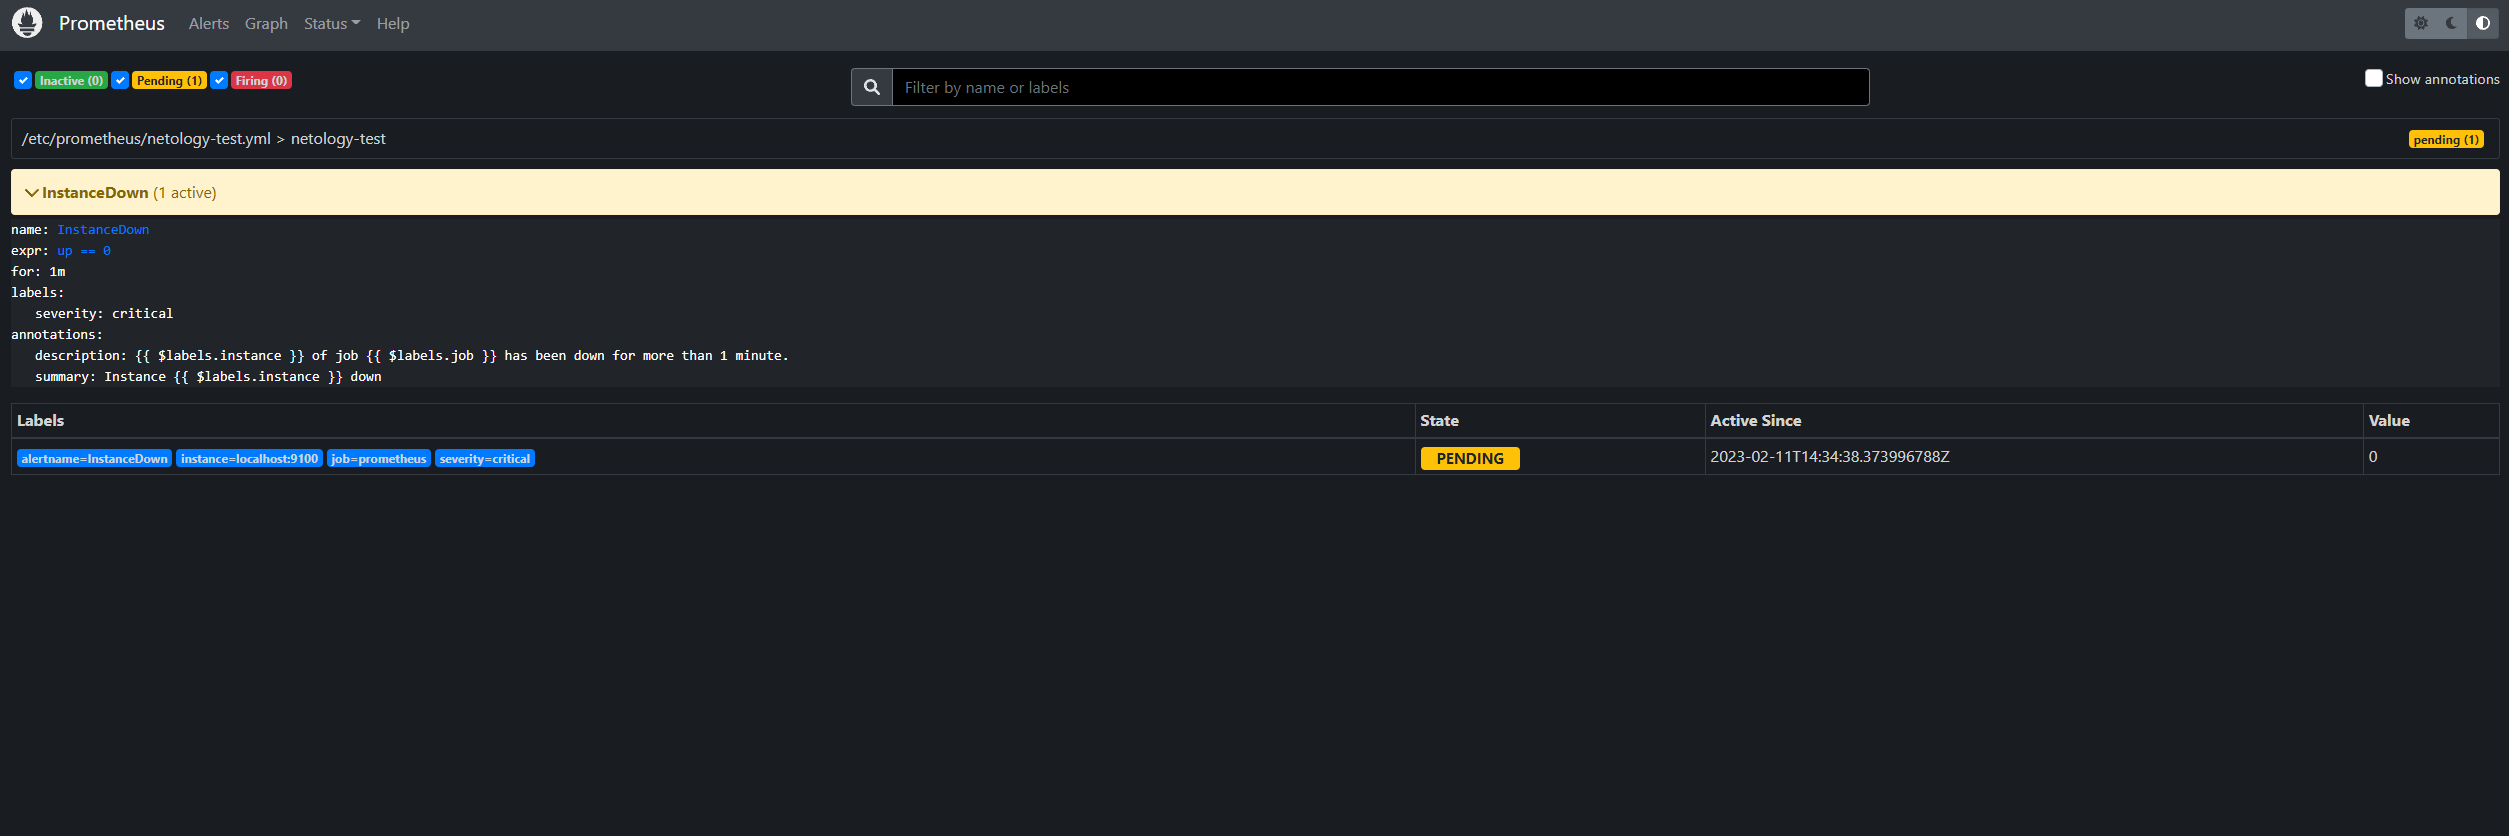 Prometheus Alerts Graph Status Help
Inactive (0) Pending (1) Firing (0)
Filter by name or labels
Show annotations
/etc/prometheus/netology-test.yml > netology-test
pending (1)
InstanceDown (1 active)
name: InstanceDown
expr: up == 0
for: 1m
labels:
severity: critical
annotations:
description: {{ $labels.instance }} of job {{ $labels.job }} has been down for more than 1 minute.
summary: Instance {{ $labels.instance }} down
Labels State Active Since Value
alertname=InstanceDown instance=localhost:9100 job=prometheus severity=critical PENDING 2023-02-11T14:34:38.373996788Z 0